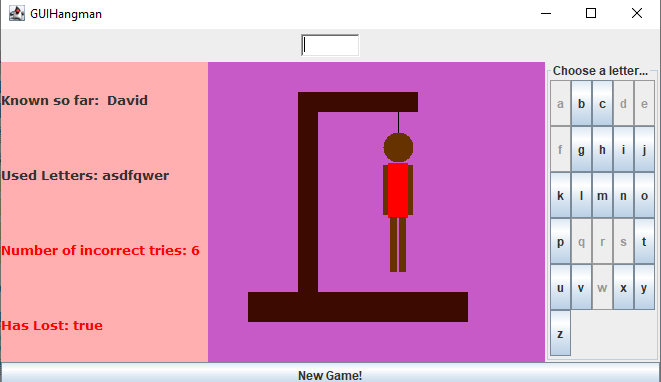 GUIHangman
Known so far:  David
Used Letters: asdfqwer
Number of incorrect tries: 6
Has Lost: true
Choose a letter...
a b c d e
f g h i j
k l m n o
p q r s t
u v w x y
z
New Game!